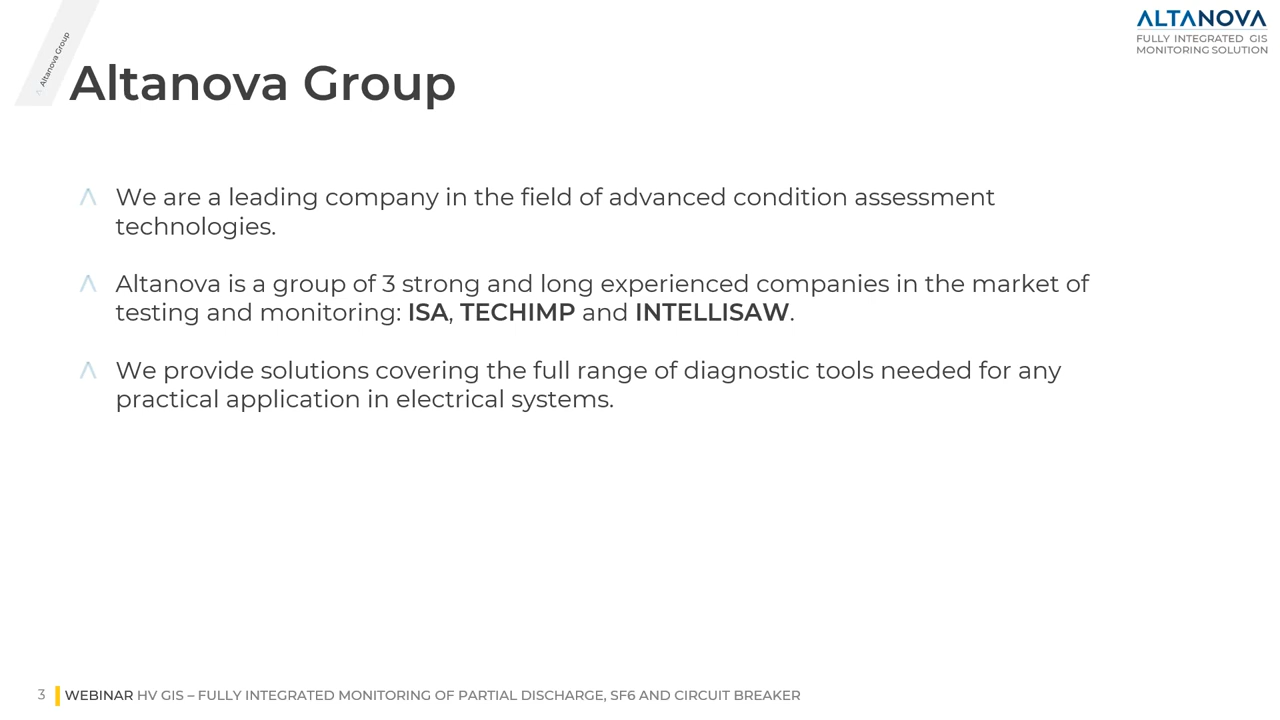 Altanova Group
ALTANOVA
FULLY INTEGRATED GIS
MONITORING SOLUTION
Altanova Group
We are a leading company in the field of advanced condition assessment
technologies.
Altanova is a group of 3 strong and long experienced companies in the market of
testing and monitoring: ISA, TECHIMP and INTELLISAW.
We provide solutions covering the full range of diagnostic tools needed for any
practical application in electrical systems.
3 WEBINAR HV GIS – FULLY INTEGRATED MONITORING OF PARTIAL DISCHARGE, SF6 AND CIRCUIT BREAKER